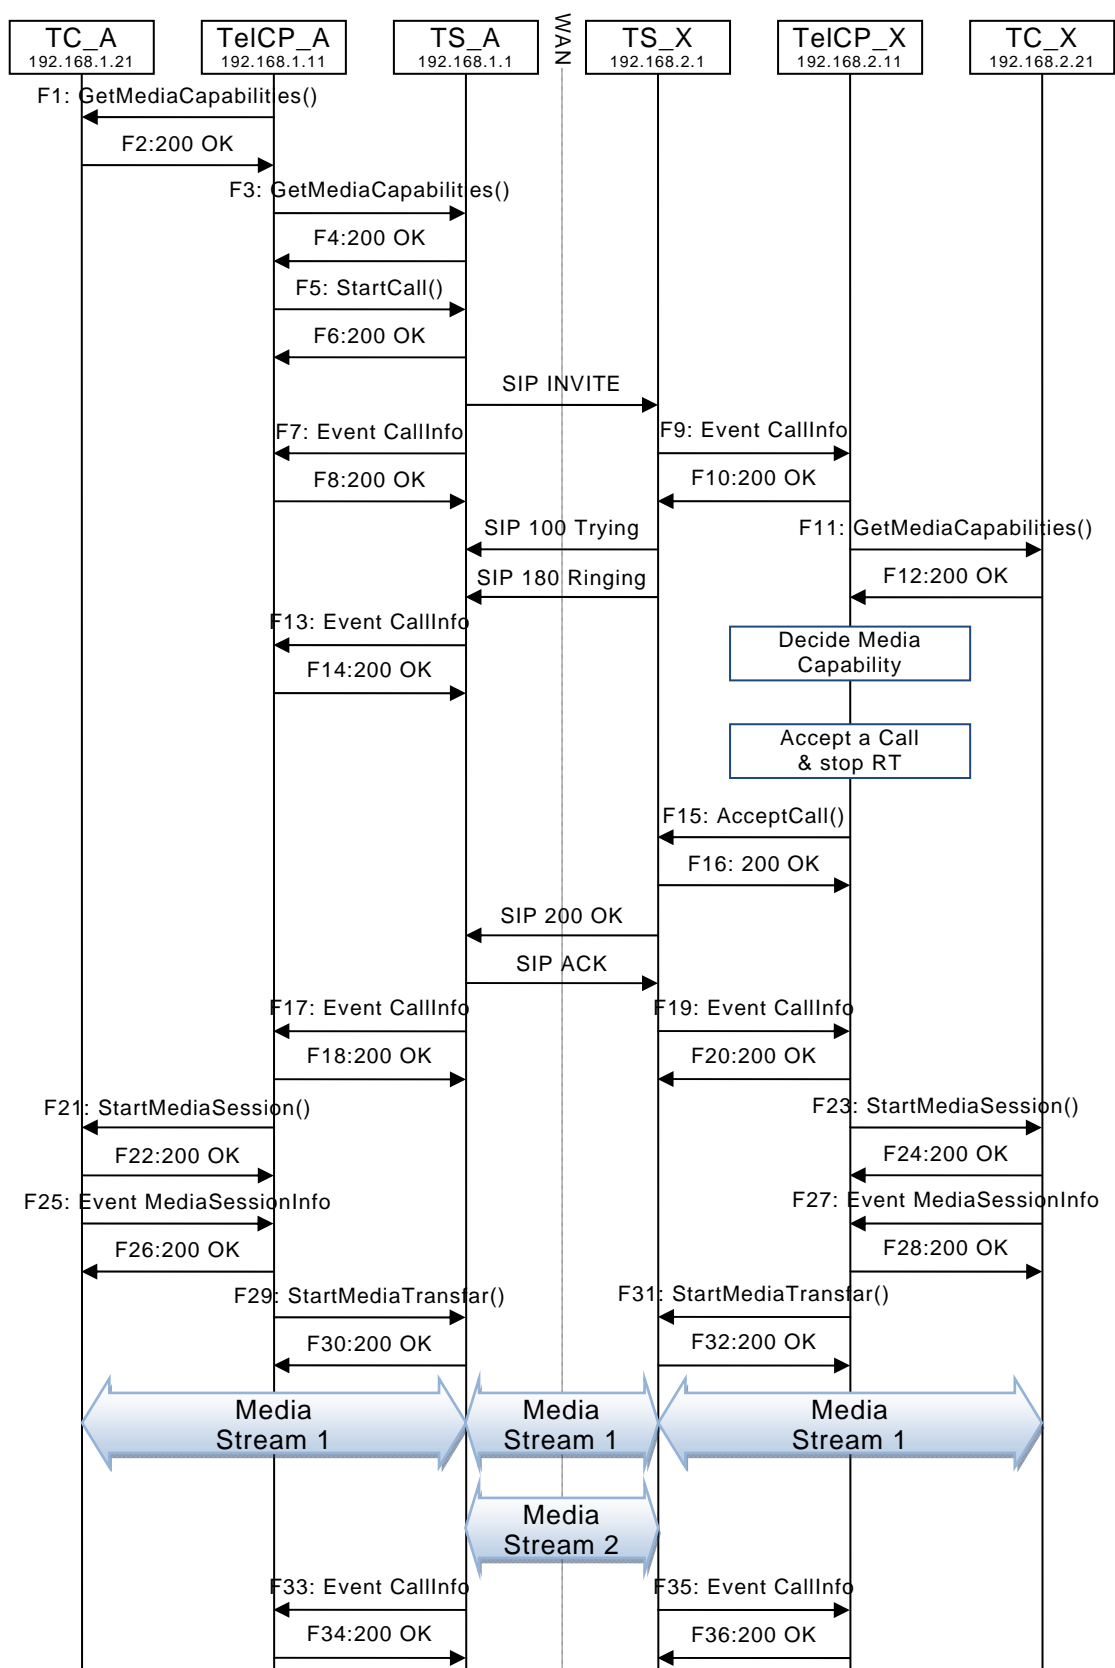 TC_A
192.168.1.21
TelCP_A
192.168.1.11
TS_A
192.168.1.1
WAN
TS_X
192.168.2.1
TelCP_X
192.168.2.11
TC_X
192.168.2.21
F1: GetMediaCapabilities()
F2:200 OK
F3: GetMediaCapabilities()
F4:200 OK
F5: StartCall()
F6:200 OK
SIP INVITE
F7: Event CallInfo
F9: Event CallInfo
F8:200 OK
F10:200 OK
SIP 100 Trying
F11: GetMediaCapabilities()
SIP 180 Ringing
F12:200 OK
F13: Event CallInfo
Decide Media
Capability
F14:200 OK
Accept a Call
& stop RT
F15: AcceptCall()
F16: 200 OK
SIP 200 OK
SIP ACK
F17: Event CallInfo
F19: Event CallInfo
F18:200 OK
F20:200 OK
F21: StartMediaSession()
F23: StartMediaSession()
F22:200 OK
F24:200 OK
F25: Event MediaSessionInfo
F27: Event MediaSessionInfo
F26:200 OK
F28:200 OK
F29: StartMediaTransfar()
F31: StartMediaTransfar()
F30:200 OK
F32:200 OK
Media
Stream 1
Media
Stream 1
Media
Stream 1
Media
Stream 2
F33: Event CallInfo
F35: Event CallInfo
F34:200 OK
F36:200 OK